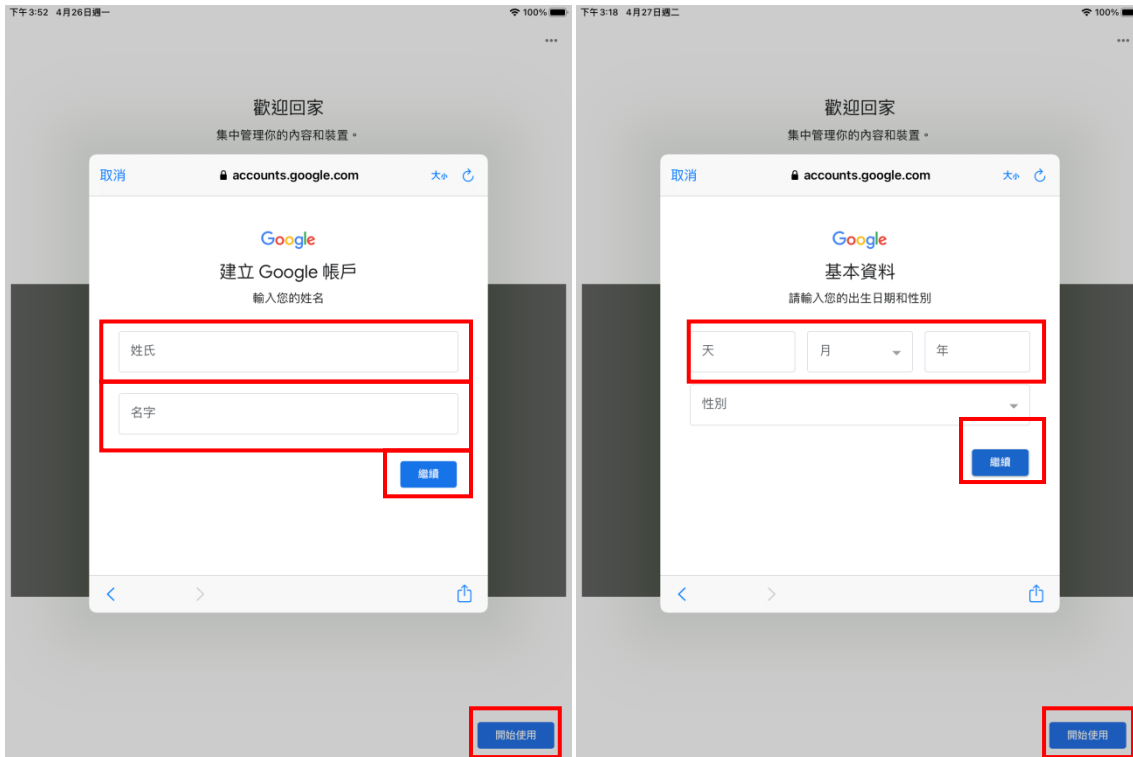 下午3:52 4月26日週一
100%
歡迎回家
集中管理你的內容和裝置。
取消
accounts.google.com
大小
Google
建立 Google 帳戶
輸入您的姓名
姓氏
名字
繼續
開始使用
下午3:18 4月27日週二
100%
歡迎回家
集中管理你的內容和裝置。
取消
accounts.google.com
大小
Google
基本資料
請輸入您的出生日期和性別
天 月 年
性別
繼續
開始使用